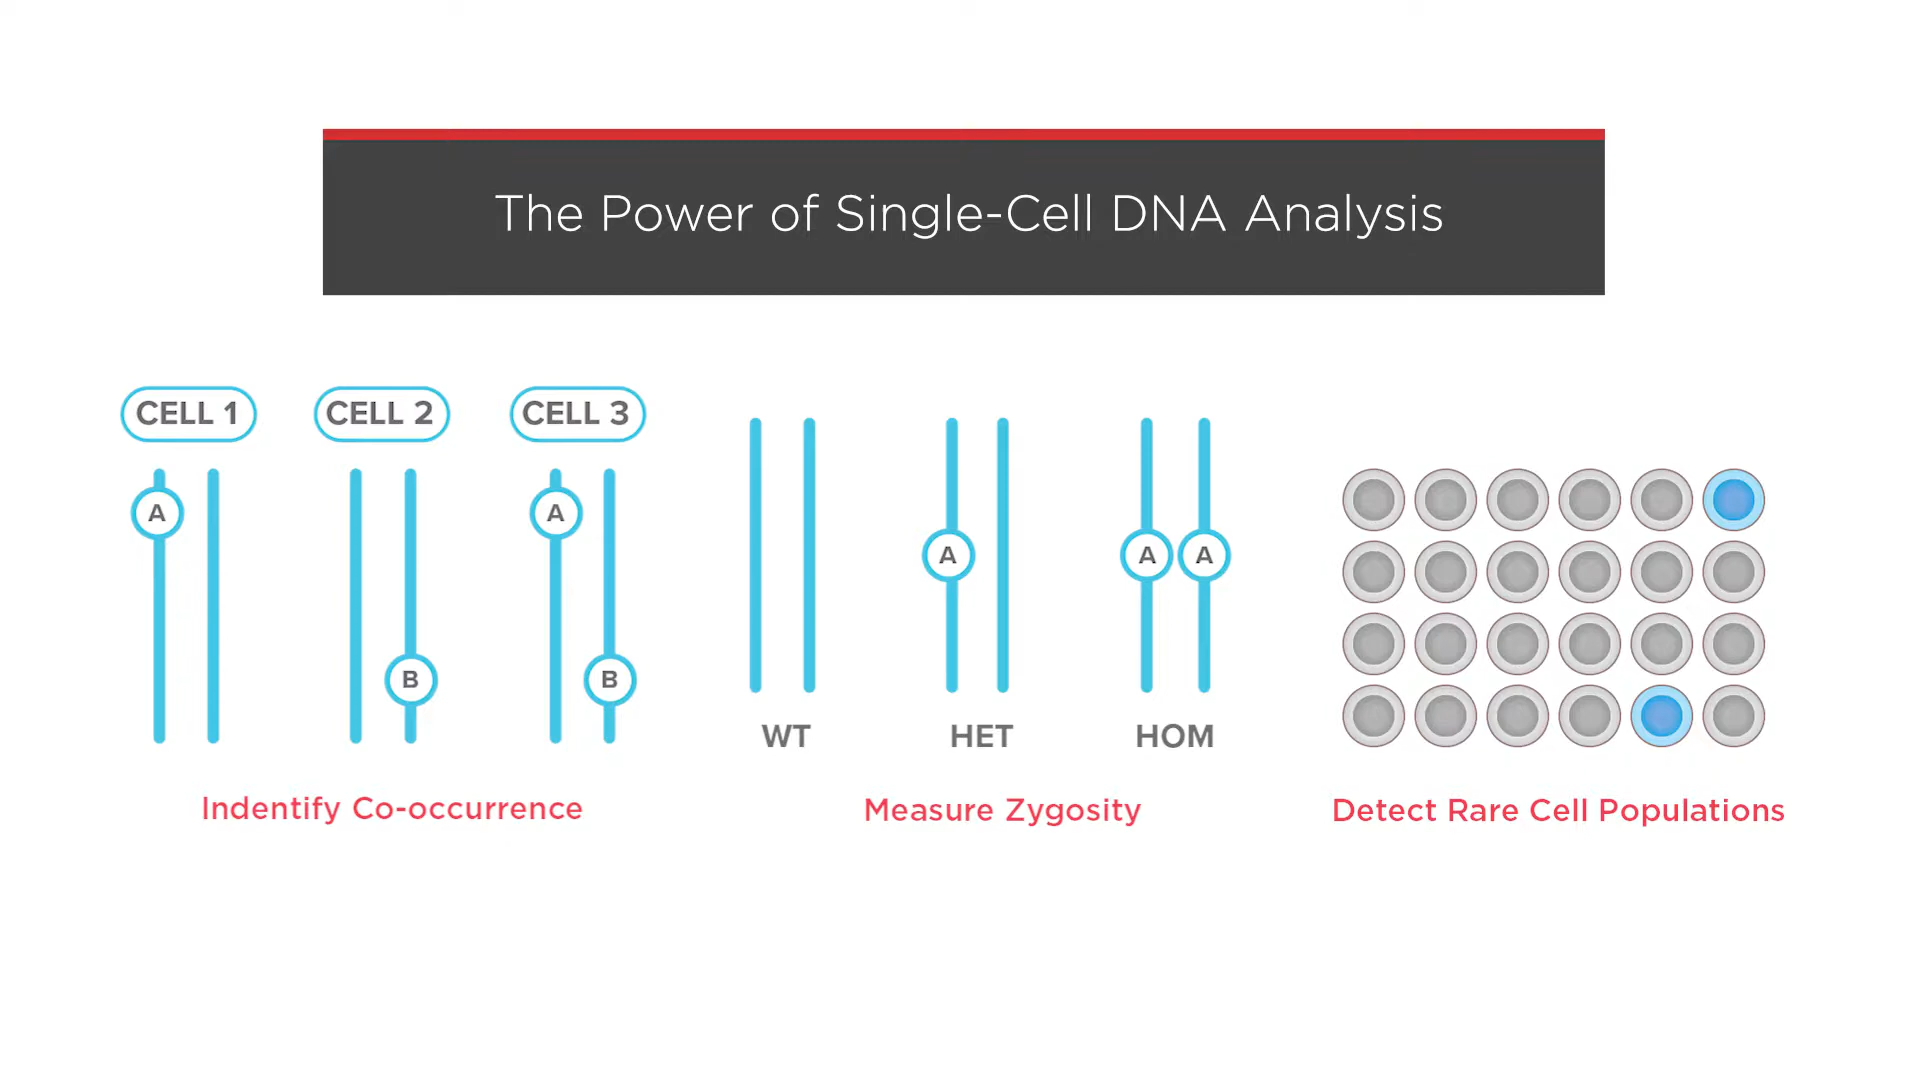 The Power of Single-Cell DNA Analysis
CELL 1 CELL 2 CELL 3
A A
A A A
B B
WT HET HOM
Indentify Co-occurrence Measure Zygosity Detect Rare Cell Populations